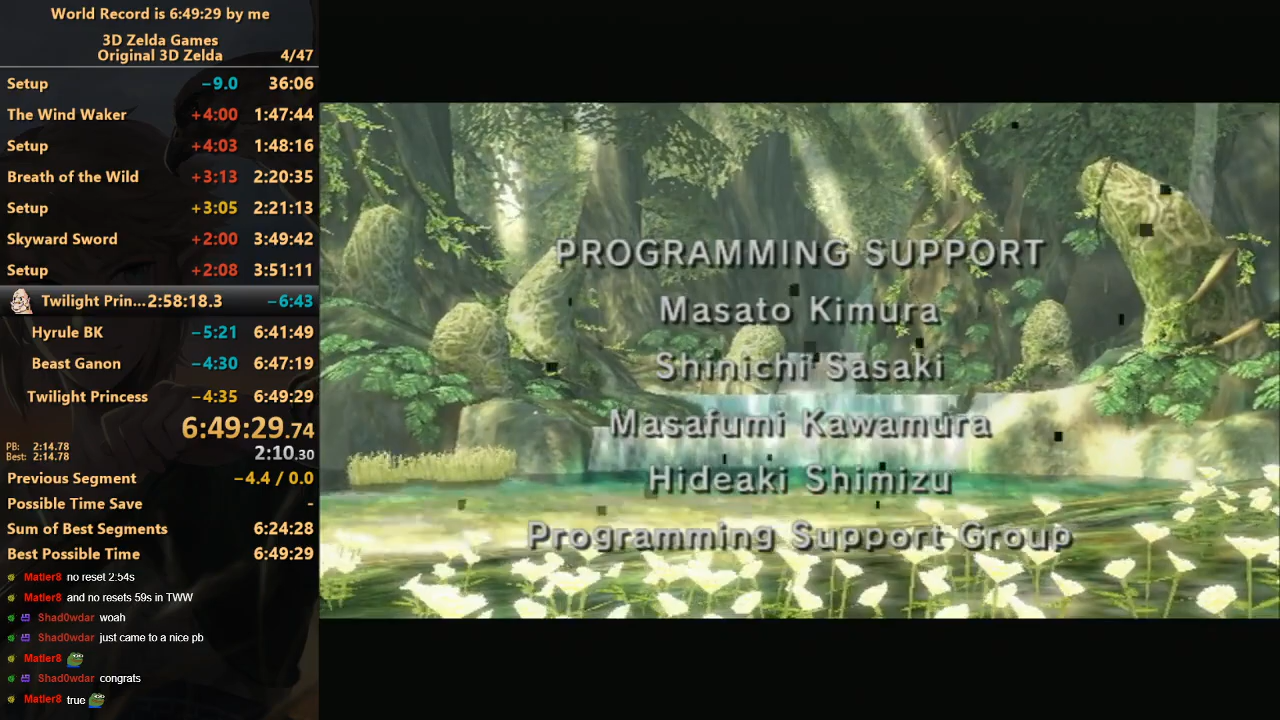 World Record is 6:49:29 by me
3D Zelda Games
Original 3D Zelda 4/47
Setup −9.0 36:06
The Wind Waker +4:00 1:47:44
Setup +4:03 1:48:16
Breath of the Wild +3:13 2:20:35
Setup +3:05 2:21:13
Skyward Sword +2:00 3:49:42
Setup +2:08 3:51:11
Twilight Prin...2:58:18.3 −6:43
Hyrule BK −5:21 6:41:49
Beast Ganon −4:30 6:47:19
Twilight Princess −4:35 6:49:29
6:49:29.74
PB: 2:14.78
Best: 2:14.78
2:10.30
Previous Segment −4.4 / 0.0
Possible Time Save -
Sum of Best Segments 6:24:28
Best Possible Time 6:49:29
Matler8 no reset 2.54s
Matler8 and no resets 59s in TWW
Shad0wdar woah
Shad0wdar just came to a nice pb
Matler8
Shad0wdar congrats
Matler8 true
PROGRAMMING SUPPORT
Masato Kimura
Shinichi Sasaki
Masafumi Kawamura
Hideaki Shimizu
Programming Support Group